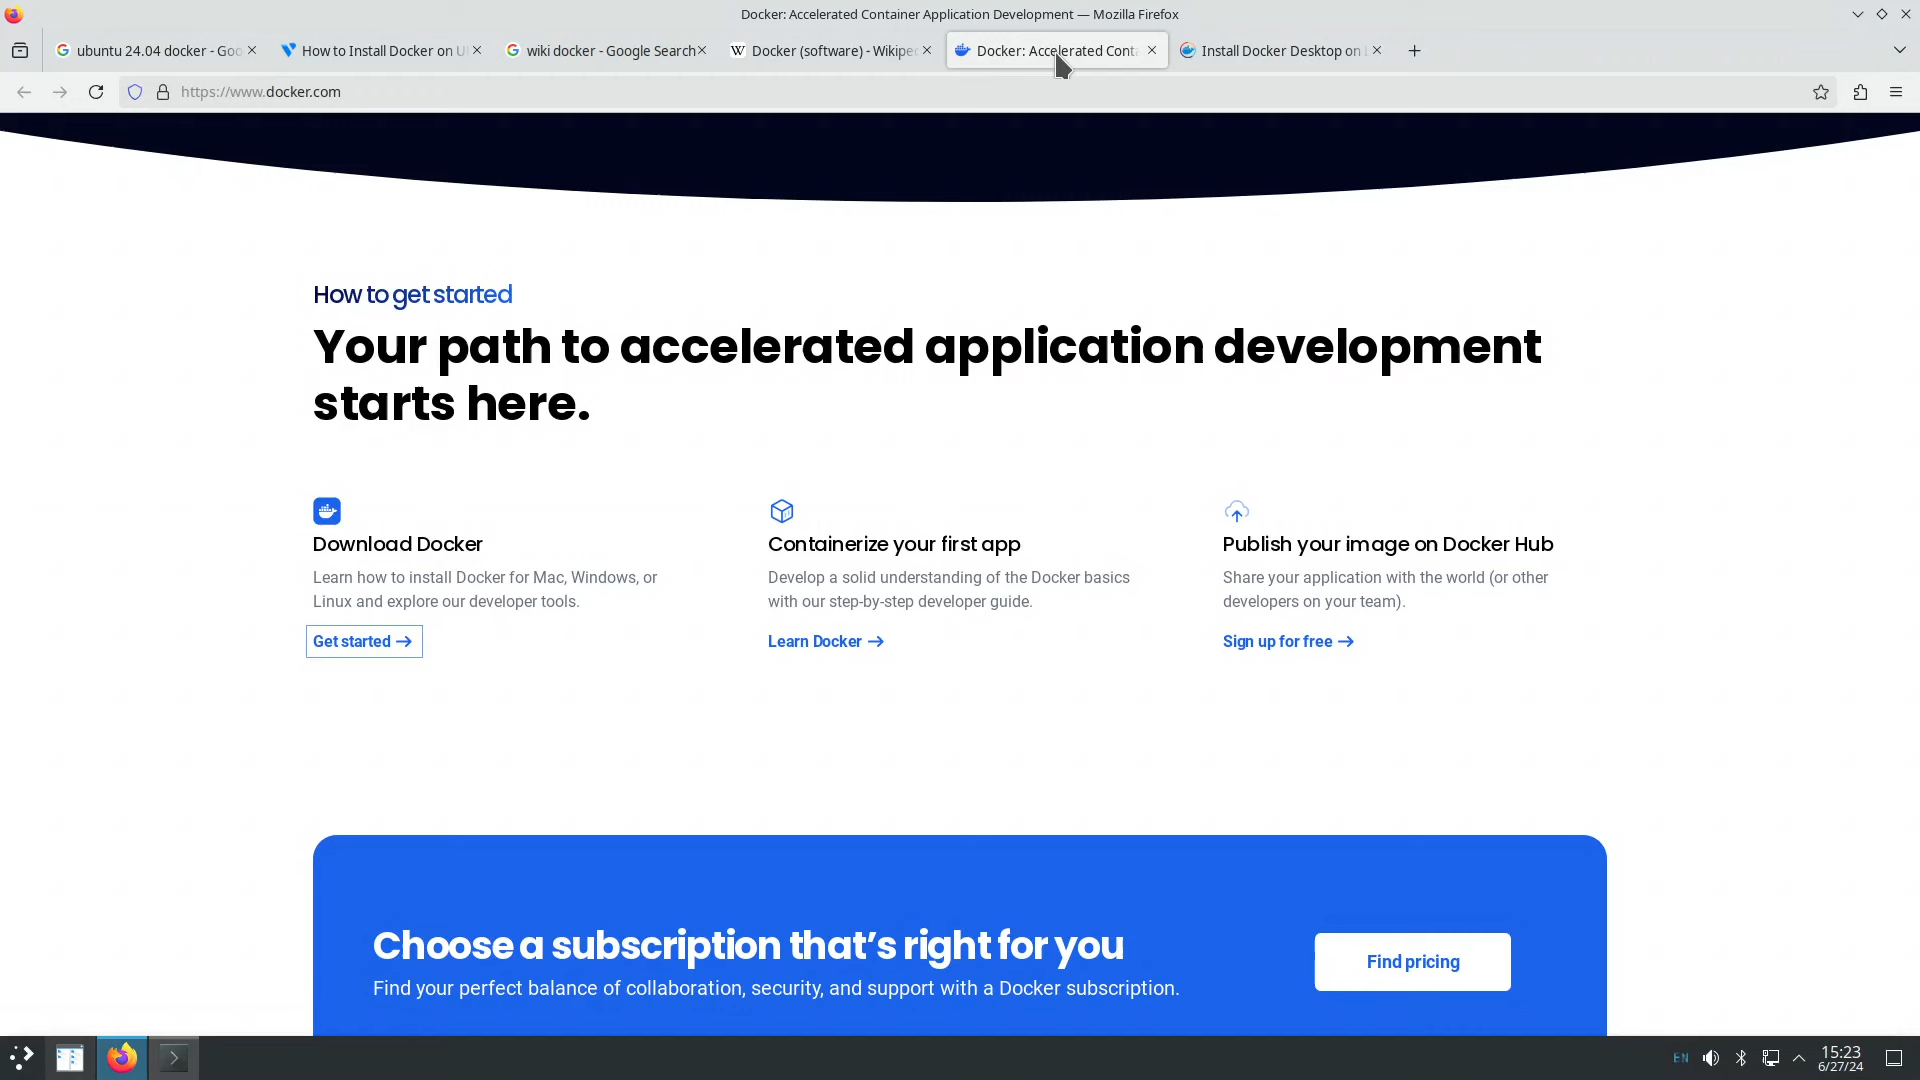 Docker: Accelerated Container Application Development — Mozilla Firefox
ubuntu 24.04 docker - Goo
How to Install Docker on U
wiki docker - Google Search
Docker (software) - Wikipe
Docker: Accelerated Cont
Install Docker Desktop on L
https://www.docker.com
How to get started
Your path to accelerated application development
starts here.
Download Docker
Learn how to install Docker for Mac, Windows, or
Linux and explore our developer tools.
Get started
Containerize your first app
Develop a solid understanding of the Docker basics
with our step-by-step developer guide.
Learn Docker
Publish your image on Docker Hub
Share your application with the world (or other
developers on your team).
Sign up for free
Choose a subscription that’s right for you
Find your perfect balance of collaboration, security, and support with a Docker subscription.
Find pricing
EN
15:23
6/27/24